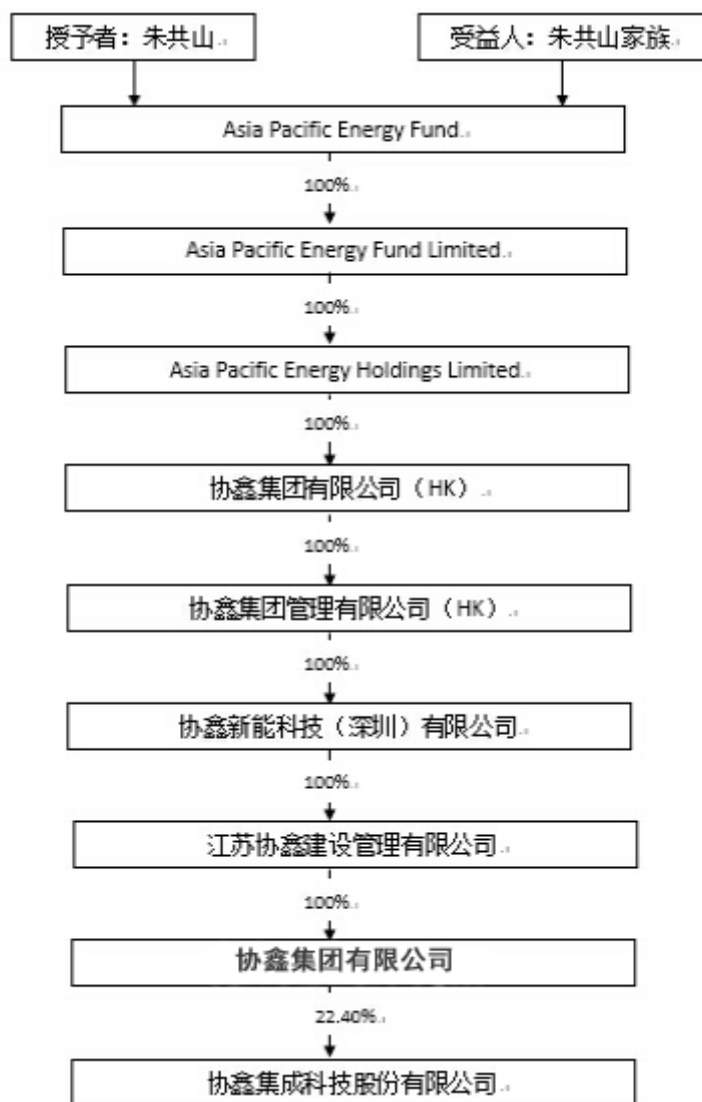 授予者：朱共山
受益人：朱共山家族
Asia Pacific Energy Fund
100%
Asia Pacific Energy Fund Limited
100%
Asia Pacific Energy Holdings Limited
100%
协鑫集团有限公司（HK）
100%
协鑫集团管理有限公司（HK）
100%
协鑫新能科技（深圳）有限公司
100%
江苏协鑫建设管理有限公司
100%
协鑫集团有限公司
22.40%
协鑫集成科技股份有限公司